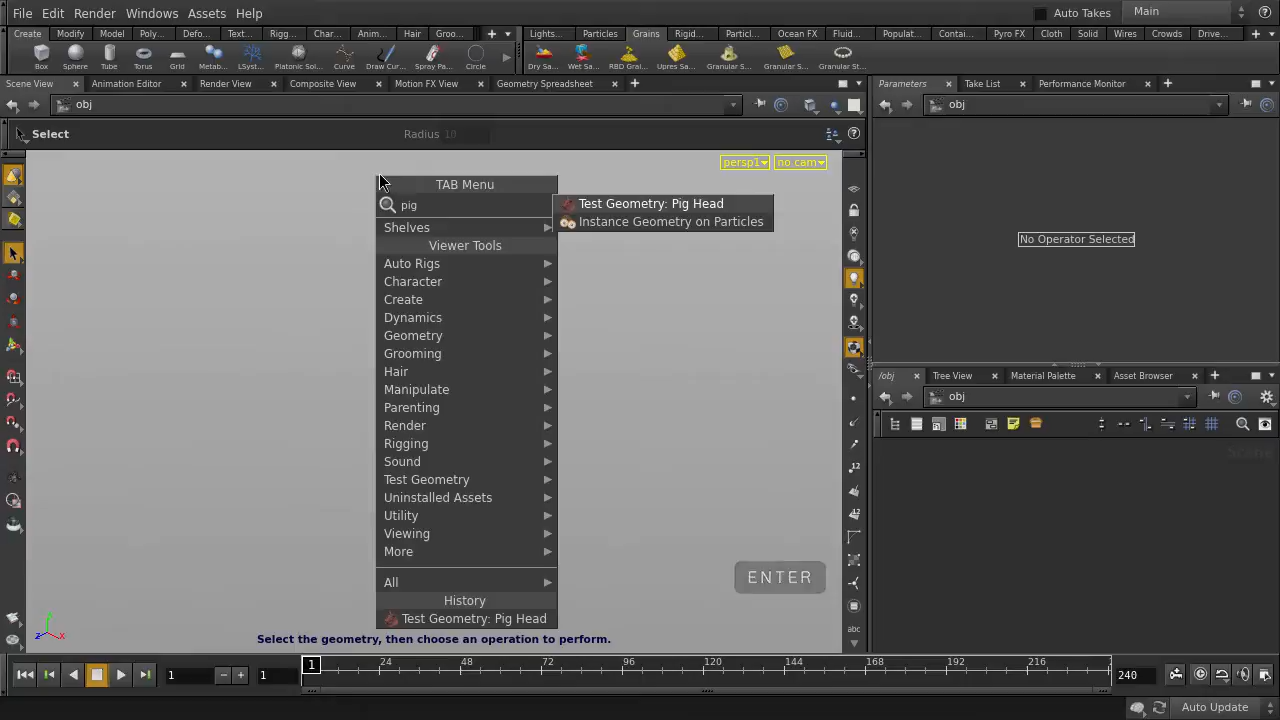 File Edit Render Windows Assets Help Auto Takes Main
Create Modify Model Poly... Defo... Text... Rigg... Char... Anim... Hair Groo... Lights... Particles Grains Rigid... Particl... Ocean FX Fluid... Populat... Contai... Pyro FX Cloth Solid Wires Crowds Drive...
Box Sphere Tube Torus Grid Metab... LSyst... Platonic Sol... Curve Draw Cur... Spray Pa... Circle Dry Sa... Wet Sa... RBD Grai... Upres Sa... Granular S... Granular S... Granular St...
Scene View Animation Editor Render View Composite View Motion FX View Geometry Spreadsheet Parameters Take List Performance Monitor
obj obj
Select Radius 10
persp1 no cam
TAB Menu
pig
Test Geometry: Pig Head
Instance Geometry on Particles
Shelves
Viewer Tools
Auto Rigs
Character
Create
Dynamics
Geometry
Grooming
Hair
Manipulate
Parenting
Render
Rigging
Sound
Test Geometry
Uninstalled Assets
Utility
Viewing
More
All
History
Test Geometry: Pig Head
No Operator Selected
/obj Tree View Material Palette Asset Browser
obj
Scene
12
12
abc
ENTER
y
z x
Select the geometry, then choose an operation to perform.
1 1 1 24 48 72 96 120 144 168 192 216 2 240
Auto Update